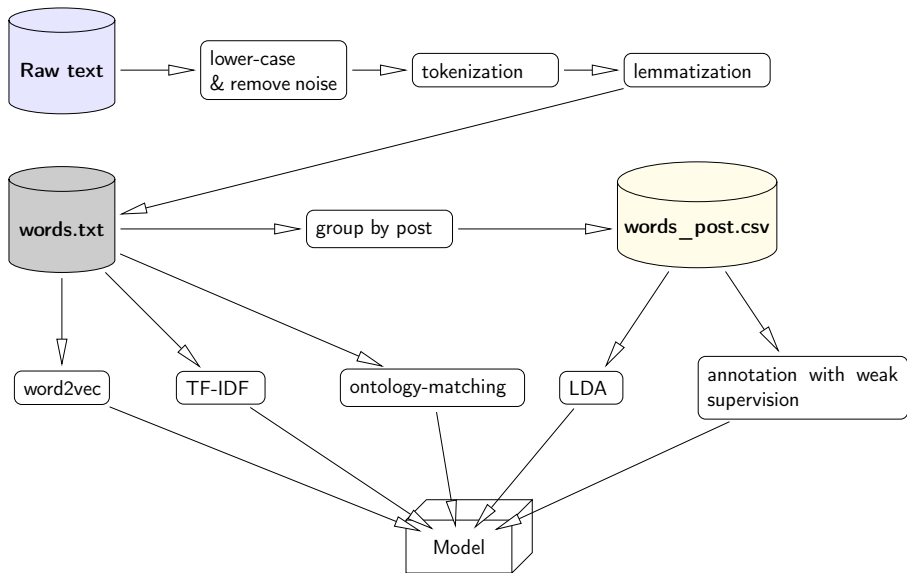 Raw text
lower-case
& remove noise
tokenization
lemmatization
words.txt
group by post
words_post.csv
word2vec
TF-IDF
ontology-matching
LDA
annotation with weak
supervision
Model